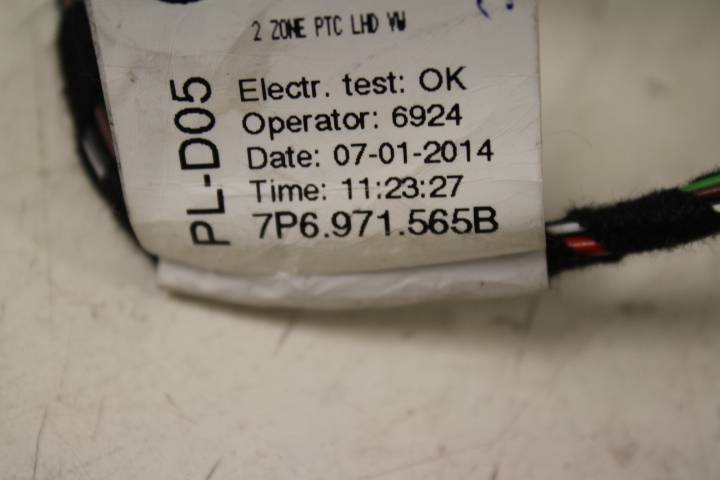 2 ZONE PTC LHD VW
Electr. test: OK
Operator: 6924
Date: 07-01-2014
Time: 11:23:27
7P6.971.565B
PL-D05